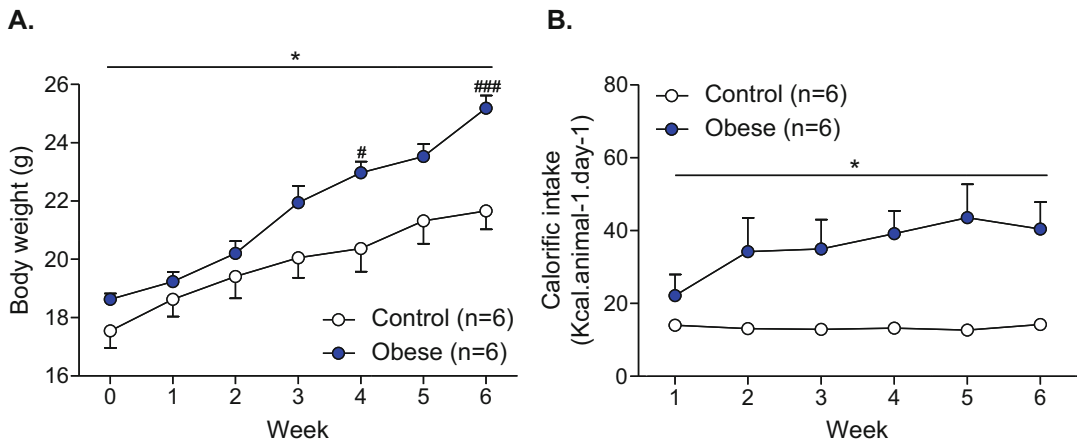 A.
*
###
#
Body weight (g)
26
24
22
20
18
16
Control (n=6)
Obese (n=6)
0 1 2 3 4 5 6
Week
B.
Calorific intake
(Kcal.animal-1.day-1)
80
60
40
20
0
Control (n=6)
Obese (n=6)
*
1 2 3 4 5 6
Week